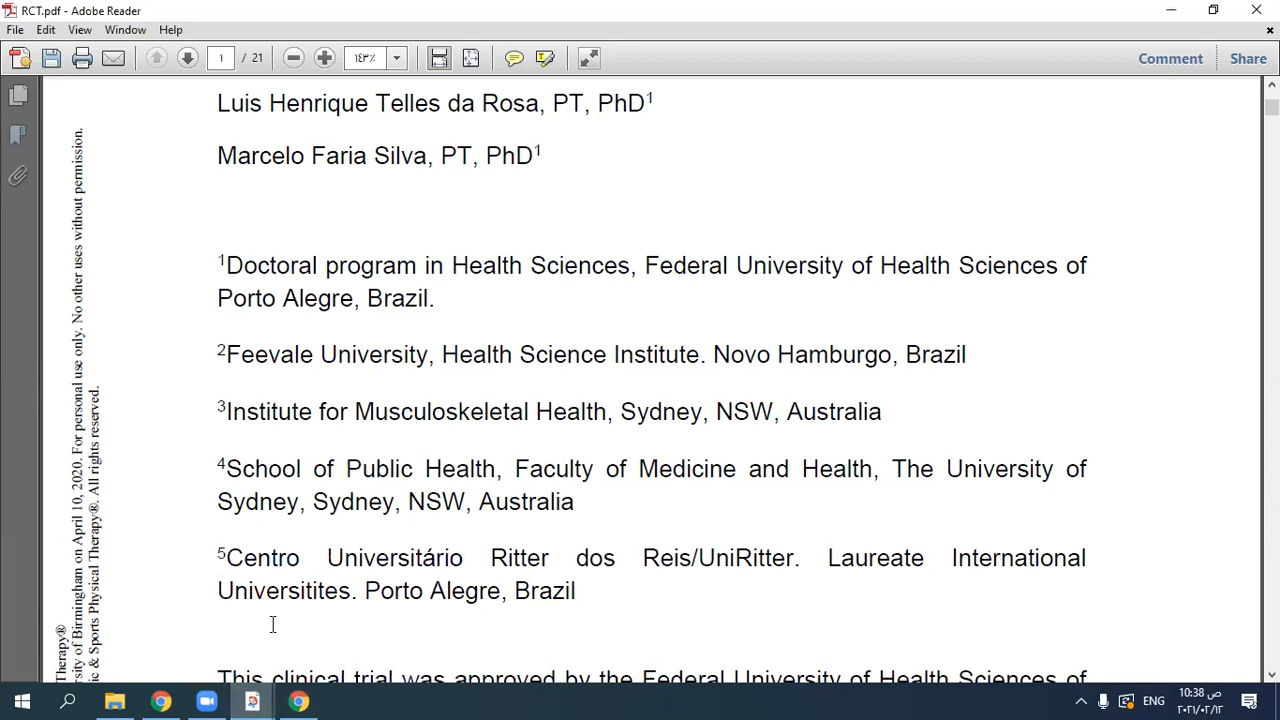 RCT.pdf - Adobe Reader
File Edit View Window Help
١ / 21
١٤٣٪
Comment Share
Luis Henrique Telles da Rosa, PT, PhD1
Marcelo Faria Silva, PT, PhD1
1Doctoral program in Health Sciences, Federal University of Health Sciences of
Porto Alegre, Brazil.
2Feevale University, Health Science Institute. Novo Hamburgo, Brazil
3Institute for Musculoskeletal Health, Sydney, NSW, Australia
4School of Public Health, Faculty of Medicine and Health, The University of
Sydney, Sydney, NSW, Australia
5Centro Universitário Ritter dos Reis/UniRitter. Laureate International
Universitites. Porto Alegre, Brazil
This clinical trial was approved by the Federal University of Health Sciences of
Therapy®
ersity of Birmingham on April 10, 2020. For personal use only. No other uses without permission.
ic & Sports Physical Therapy®. All rights reserved.
ENG
10:38 ص
٢٠٢١/٠٢/١٣